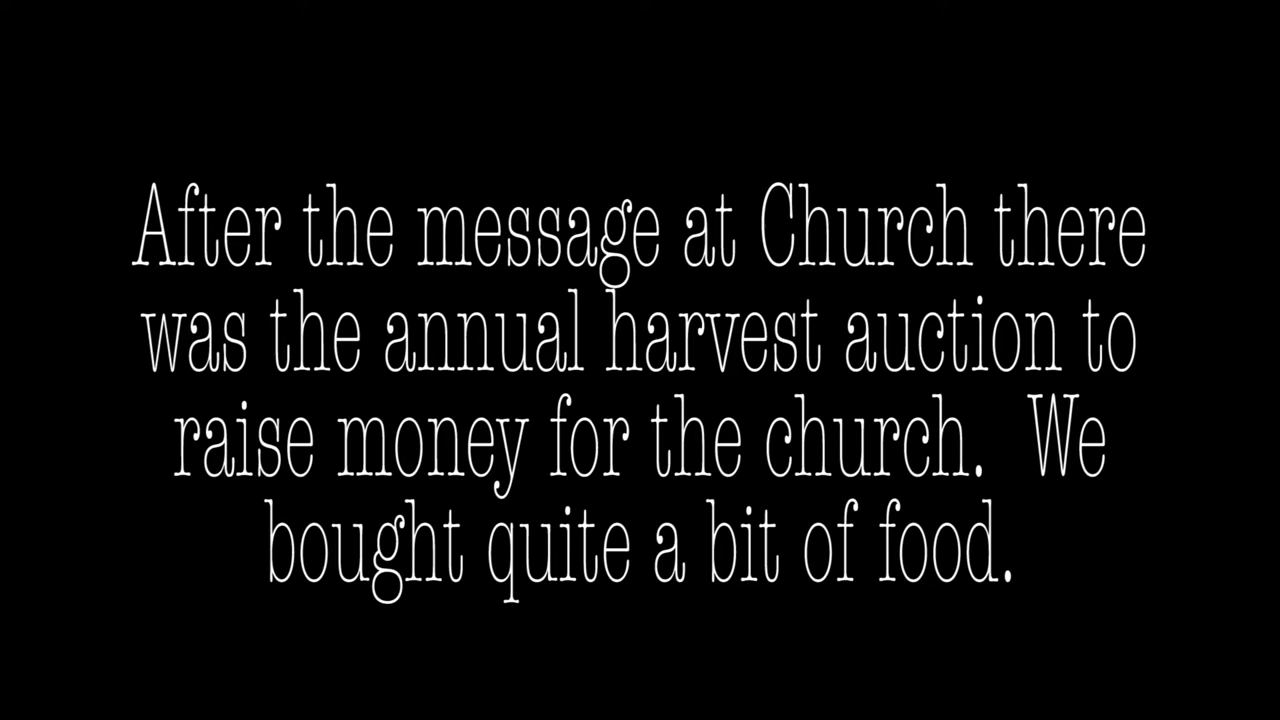 After the message at Church there
was the annual harvest auction to
raise money for the church.  We
bought quite a bit of food.